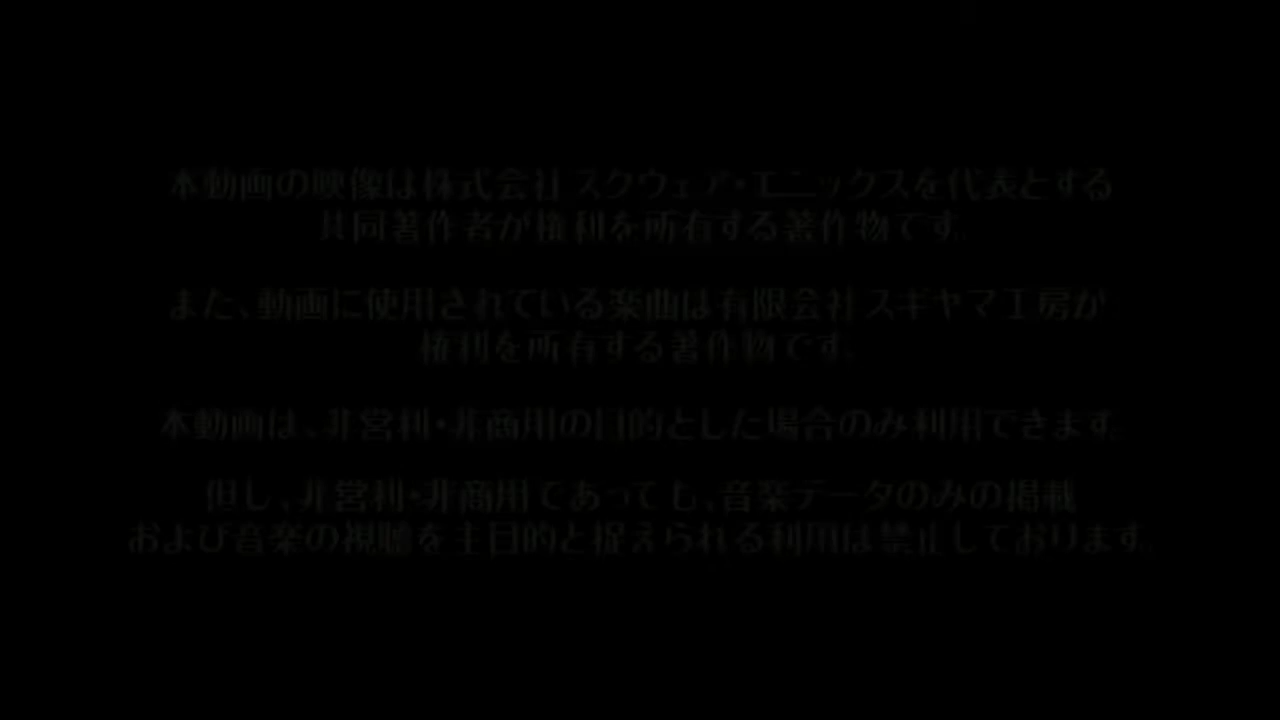 本動画の映像は株式会社スクウェア・エニックスを代表とする
共同著作者が権利を所有する著作物です。
また、動画に使用されている楽曲は有限会社スギヤマ工房が
権利を所有する著作物です。
本動画は、非営利・非商用の目的とした場合のみ利用できます。
但し、非営利・非商用であっても、音楽データのみの掲載
および音楽の視聴を主目的と捉えられる利用は禁止しております。